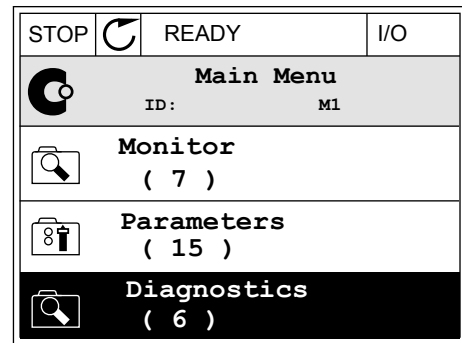 STOP READY I/O
Main Menu
ID: M1
Monitor
( 7 )
Parameters
( 15 )
Diagnostics
( 6 )